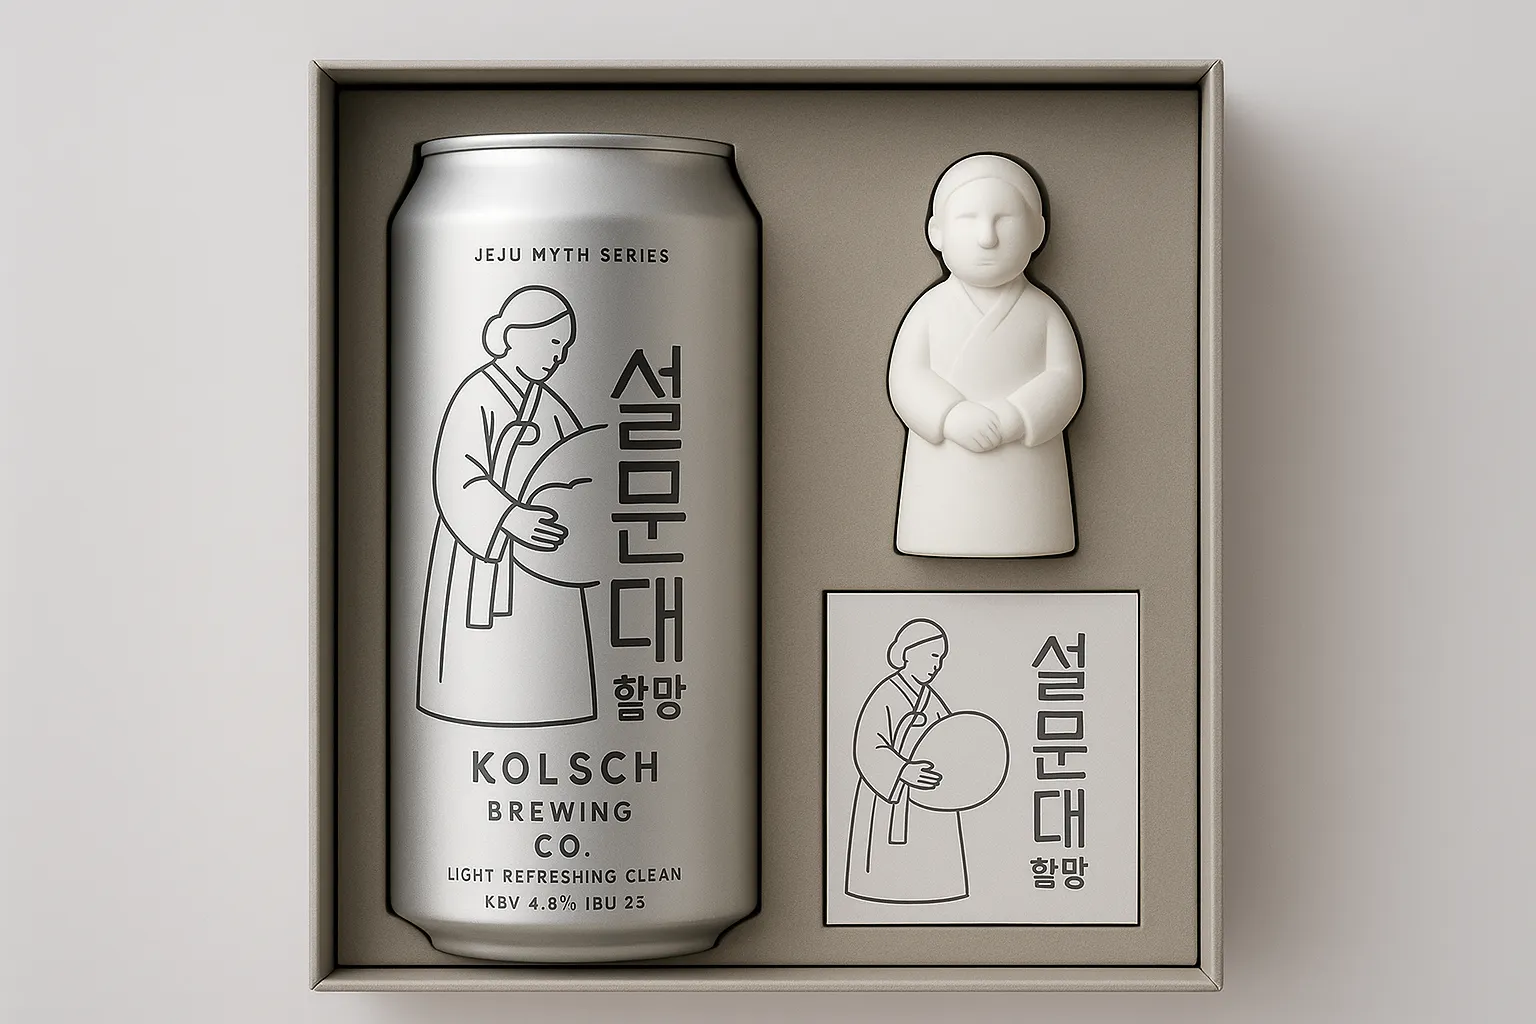 JEJU MYTH SERIES
설문대
할망
KOLSCH
BREWING
CO.
LIGHT REFRESHING CLEAN
KBV 4.8% IBU 25
설문대
할망